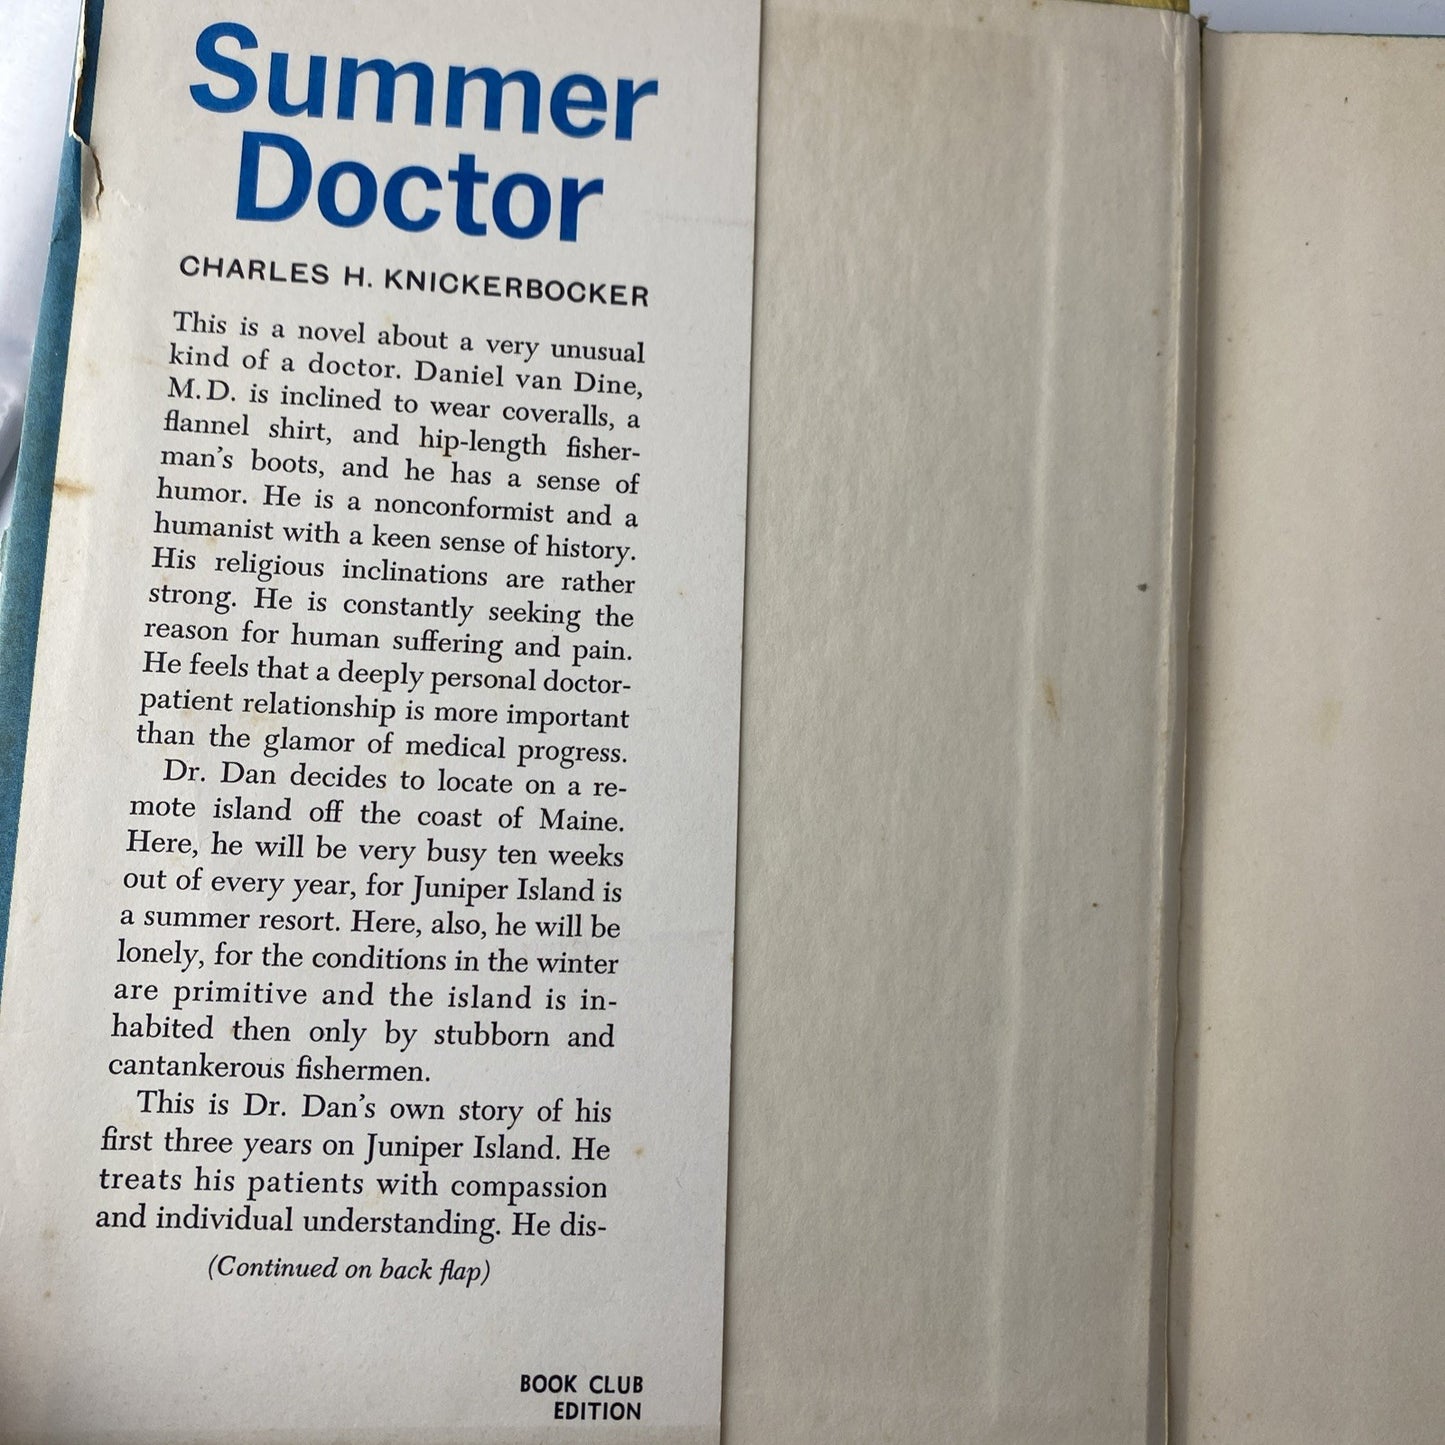 Summer
Doctor
CHARLES H. KNICKERBOCKER
This is a novel about a very unusual
kind of a doctor. Daniel van Dine,
M.D. is inclined to wear coveralls, a
flannel shirt, and hip-length fisher-
man's boots, and he has a sense of
humor. He is a nonconformist and a
humanist with a keen sense of history.
His religious inclinations are rather
strong. He is constantly seeking the
reason for human suffering and pain.
He feels that a deeply personal doctor-
patient relationship is more important
than the glamor of medical progress.
Dr. Dan decides to locate on a re-
mote island off the coast of Maine.
Here, he will be very busy ten weeks
out of every year, for Juniper Island is
a summer resort. Here, also, he will be
lonely, for the conditions in the winter
are primitive and the island is in-
habited then only by stubborn and
cantankerous fishermen.
This is Dr. Dan's own story of his
first three years on Juniper Island. He
treats his patients with compassion
and individual understanding. He dis-
(Continued on back flap)
BOOK CLUB
EDITION